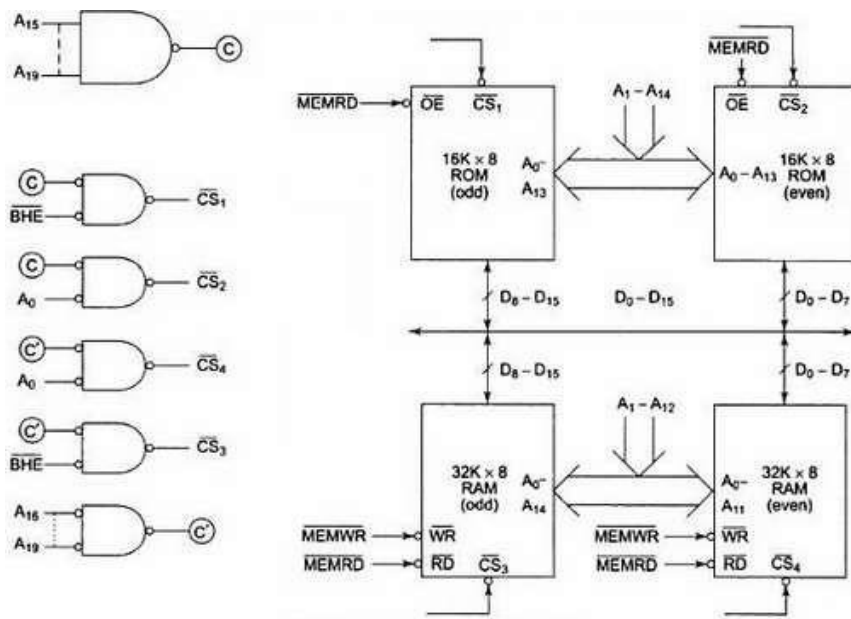 A15
A19
C
C
BHE
CS1
C
A0
CS2
C'
A0
CS4
C'
BHE
CS3
A16
A19
C'
MEMRD
OE
CS1
16K × 8
ROM
(odd)
A0–
A13
A1 – A14
MEMRD
OE
CS2
16K × 8
ROM
(even)
A0 – A13
D8 – D15
D0 – D15
D0 – D7
D8 – D15
D0 – D7
A1 – A12
32K × 8
RAM
(odd)
A0–
A14
MEMWR
WR
MEMRD
RD
CS3
32K × 8
RAM
(even)
A0–
A11
MEMWR
WR
MEMRD
RD
CS4